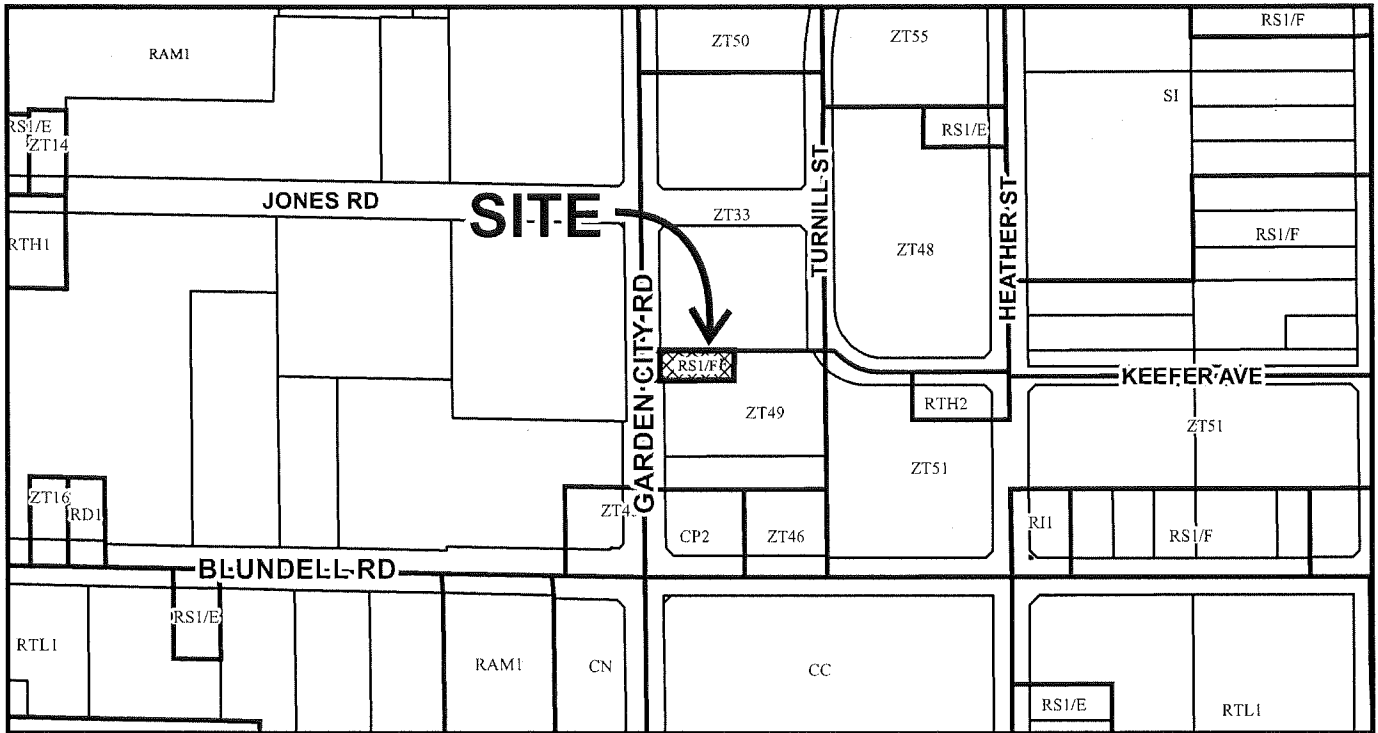 RS1/F
ZT50
ZT55
RAM1
SI
RS1/E
ZT14
RS1/E
TURNILL ST
JONES RD
SITE
ZT33
HEATHER ST
RTH1
ZT48
RS1/F
GARDEN CITY RD
RS1/F
KEEFER AVE
RTH2
ZT49
ZT51
ZT51
ZT16
RD1
CP2
ZT46
RI1
RS1/F
BLUNDELL RD
RS1/E
RTL1
RAM1
CN
CC
RS1/E
RTL1